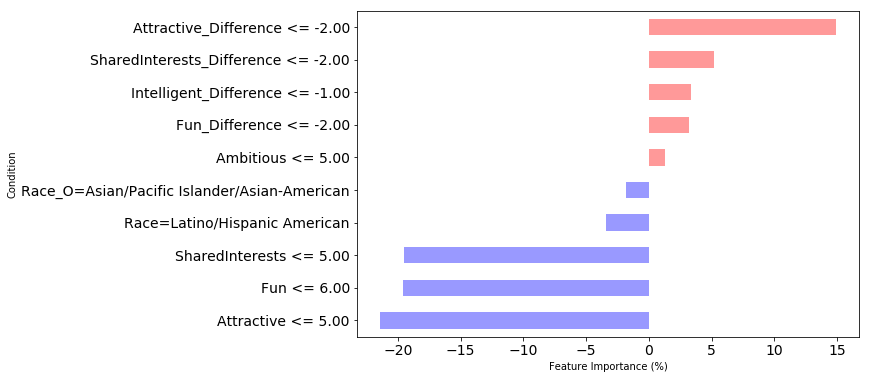 Attractive_Difference <= -2.00
SharedInterests_Difference <= -2.00
Intelligent_Difference <= -1.00
Fun_Difference <= -2.00
Ambitious <= 5.00
Race_O=Asian/Pacific Islander/Asian-American
Race=Latino/Hispanic American
SharedInterests <= 5.00
Fun <= 6.00
Attractive <= 5.00
Condition
−20 −15 −10 −5 0 5 10 15
Feature Importance (%)